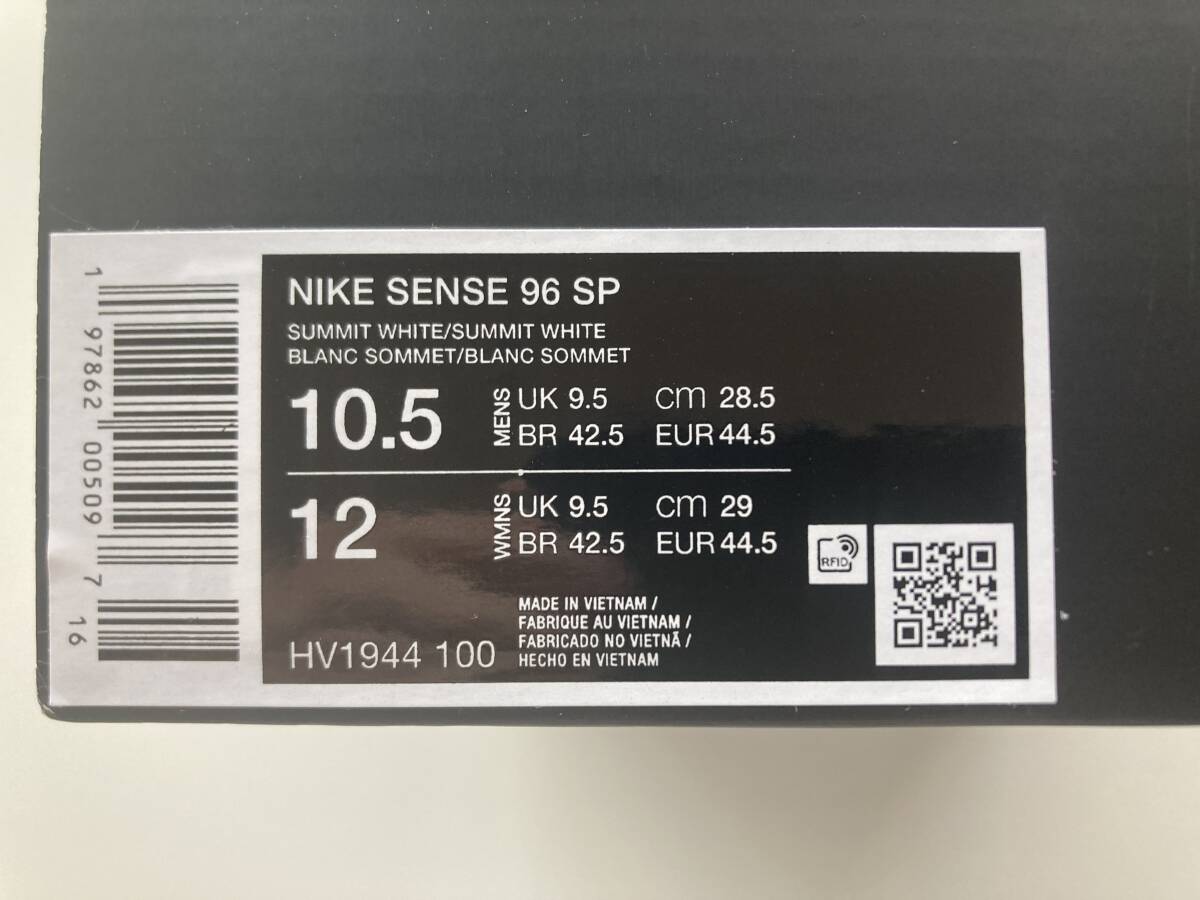 1 97862 00509 7 16
NIKE SENSE 96 SP
SUMMIT WHITE/SUMMIT WHITE
BLANC SOMMET/BLANC SOMMET
10.5 MENS UK 9.5 cm 28.5
BR 42.5 EUR 44.5
12 WMNS UK 9.5 cm 29
BR 42.5 EUR 44.5
RFID
MADE IN VIETNAM /
FABRIQUE AU VIETNAM /
FABRICADO NO VIETNÃ /
HECHO EN VIETNAM
HV1944 100